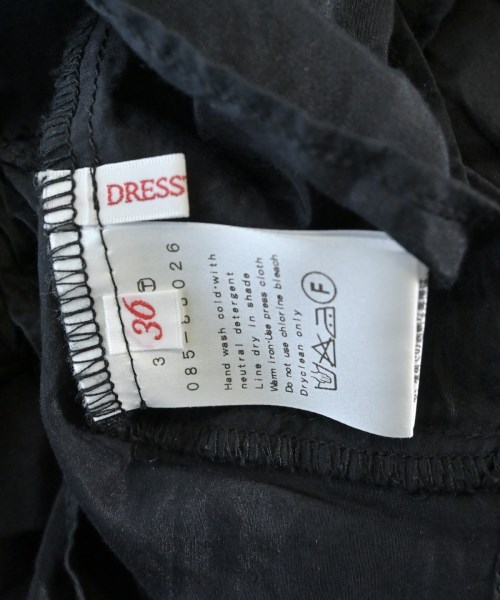 DRESS
36
T
3
Hand wash cold·with
neutral detergent
Line dry in shade
Warm iron·Use press cloth
Do not use chlorine bleach
Dryclean only
F